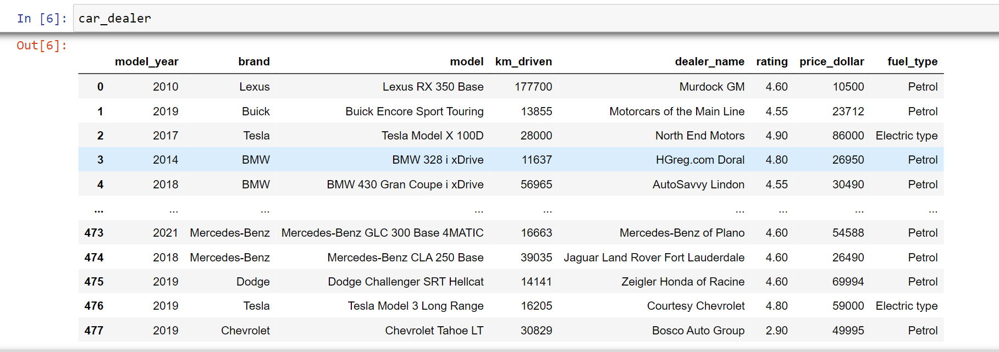 In [6]: car_dealer
Out[6]:
model_year brand model km_driven dealer_name rating price_dollar fuel_type
0 2010 Lexus Lexus RX 350 Base 177700 Murdock GM 4.60 10500 Petrol
1 2019 Buick Buick Encore Sport Touring 13855 Motorcars of the Main Line 4.55 23712 Petrol
2 2017 Tesla Tesla Model X 100D 28000 North End Motors 4.90 86000 Electric type
3 2014 BMW BMW 328 i xDrive 11637 HGreg.com Doral 4.80 26950 Petrol
4 2018 BMW BMW 430 Gran Coupe i xDrive 56965 AutoSavvy Lindon 4.55 30490 Petrol
... ... ... ... ... ... ... ... ...
473 2021 Mercedes-Benz Mercedes-Benz GLC 300 Base 4MATIC 16663 Mercedes-Benz of Plano 4.60 54588 Petrol
474 2018 Mercedes-Benz Mercedes-Benz CLA 250 Base 39035 Jaguar Land Rover Fort Lauderdale 4.60 26490 Petrol
475 2019 Dodge Dodge Challenger SRT Hellcat 14141 Zeigler Honda of Racine 4.60 69994 Petrol
476 2019 Tesla Tesla Model 3 Long Range 16205 Courtesy Chevrolet 4.80 59000 Electric type
477 2019 Chevrolet Chevrolet Tahoe LT 30829 Bosco Auto Group 2.90 49995 Petrol